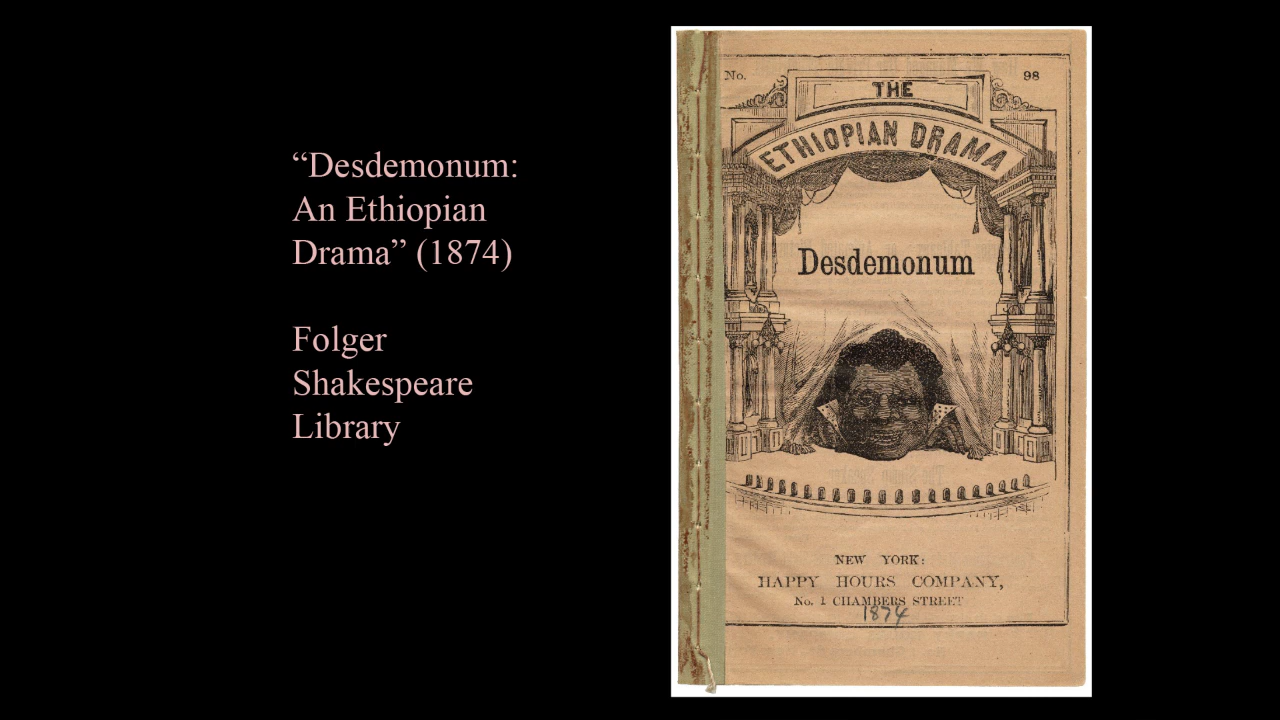 “Desdemonum:
An Ethiopian
Drama” (1874)
Folger
Shakespeare
Library
No. 98
THE
ETHIOPIAN DRAMA
Desdemonum
NEW YORK:
HAPPY HOURS COMPANY,
No. 1 CHAMBERS STREET
1874